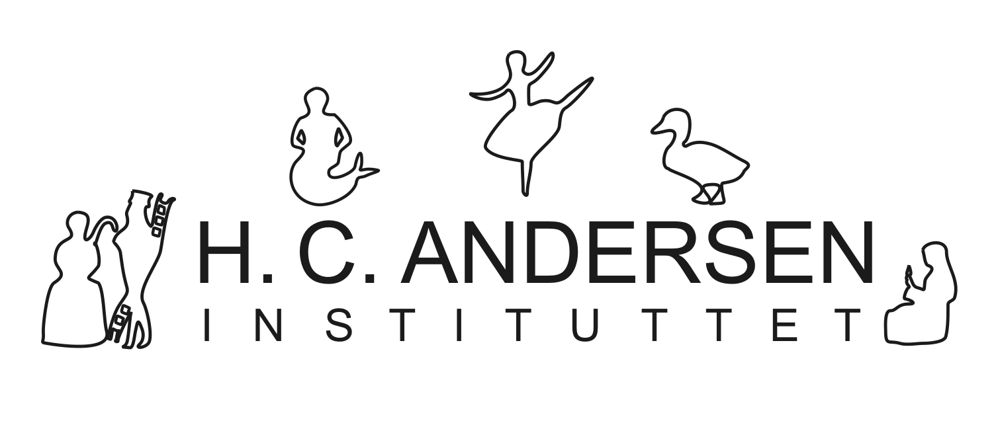 H. C. ANDERSEN
INSTITUTTET